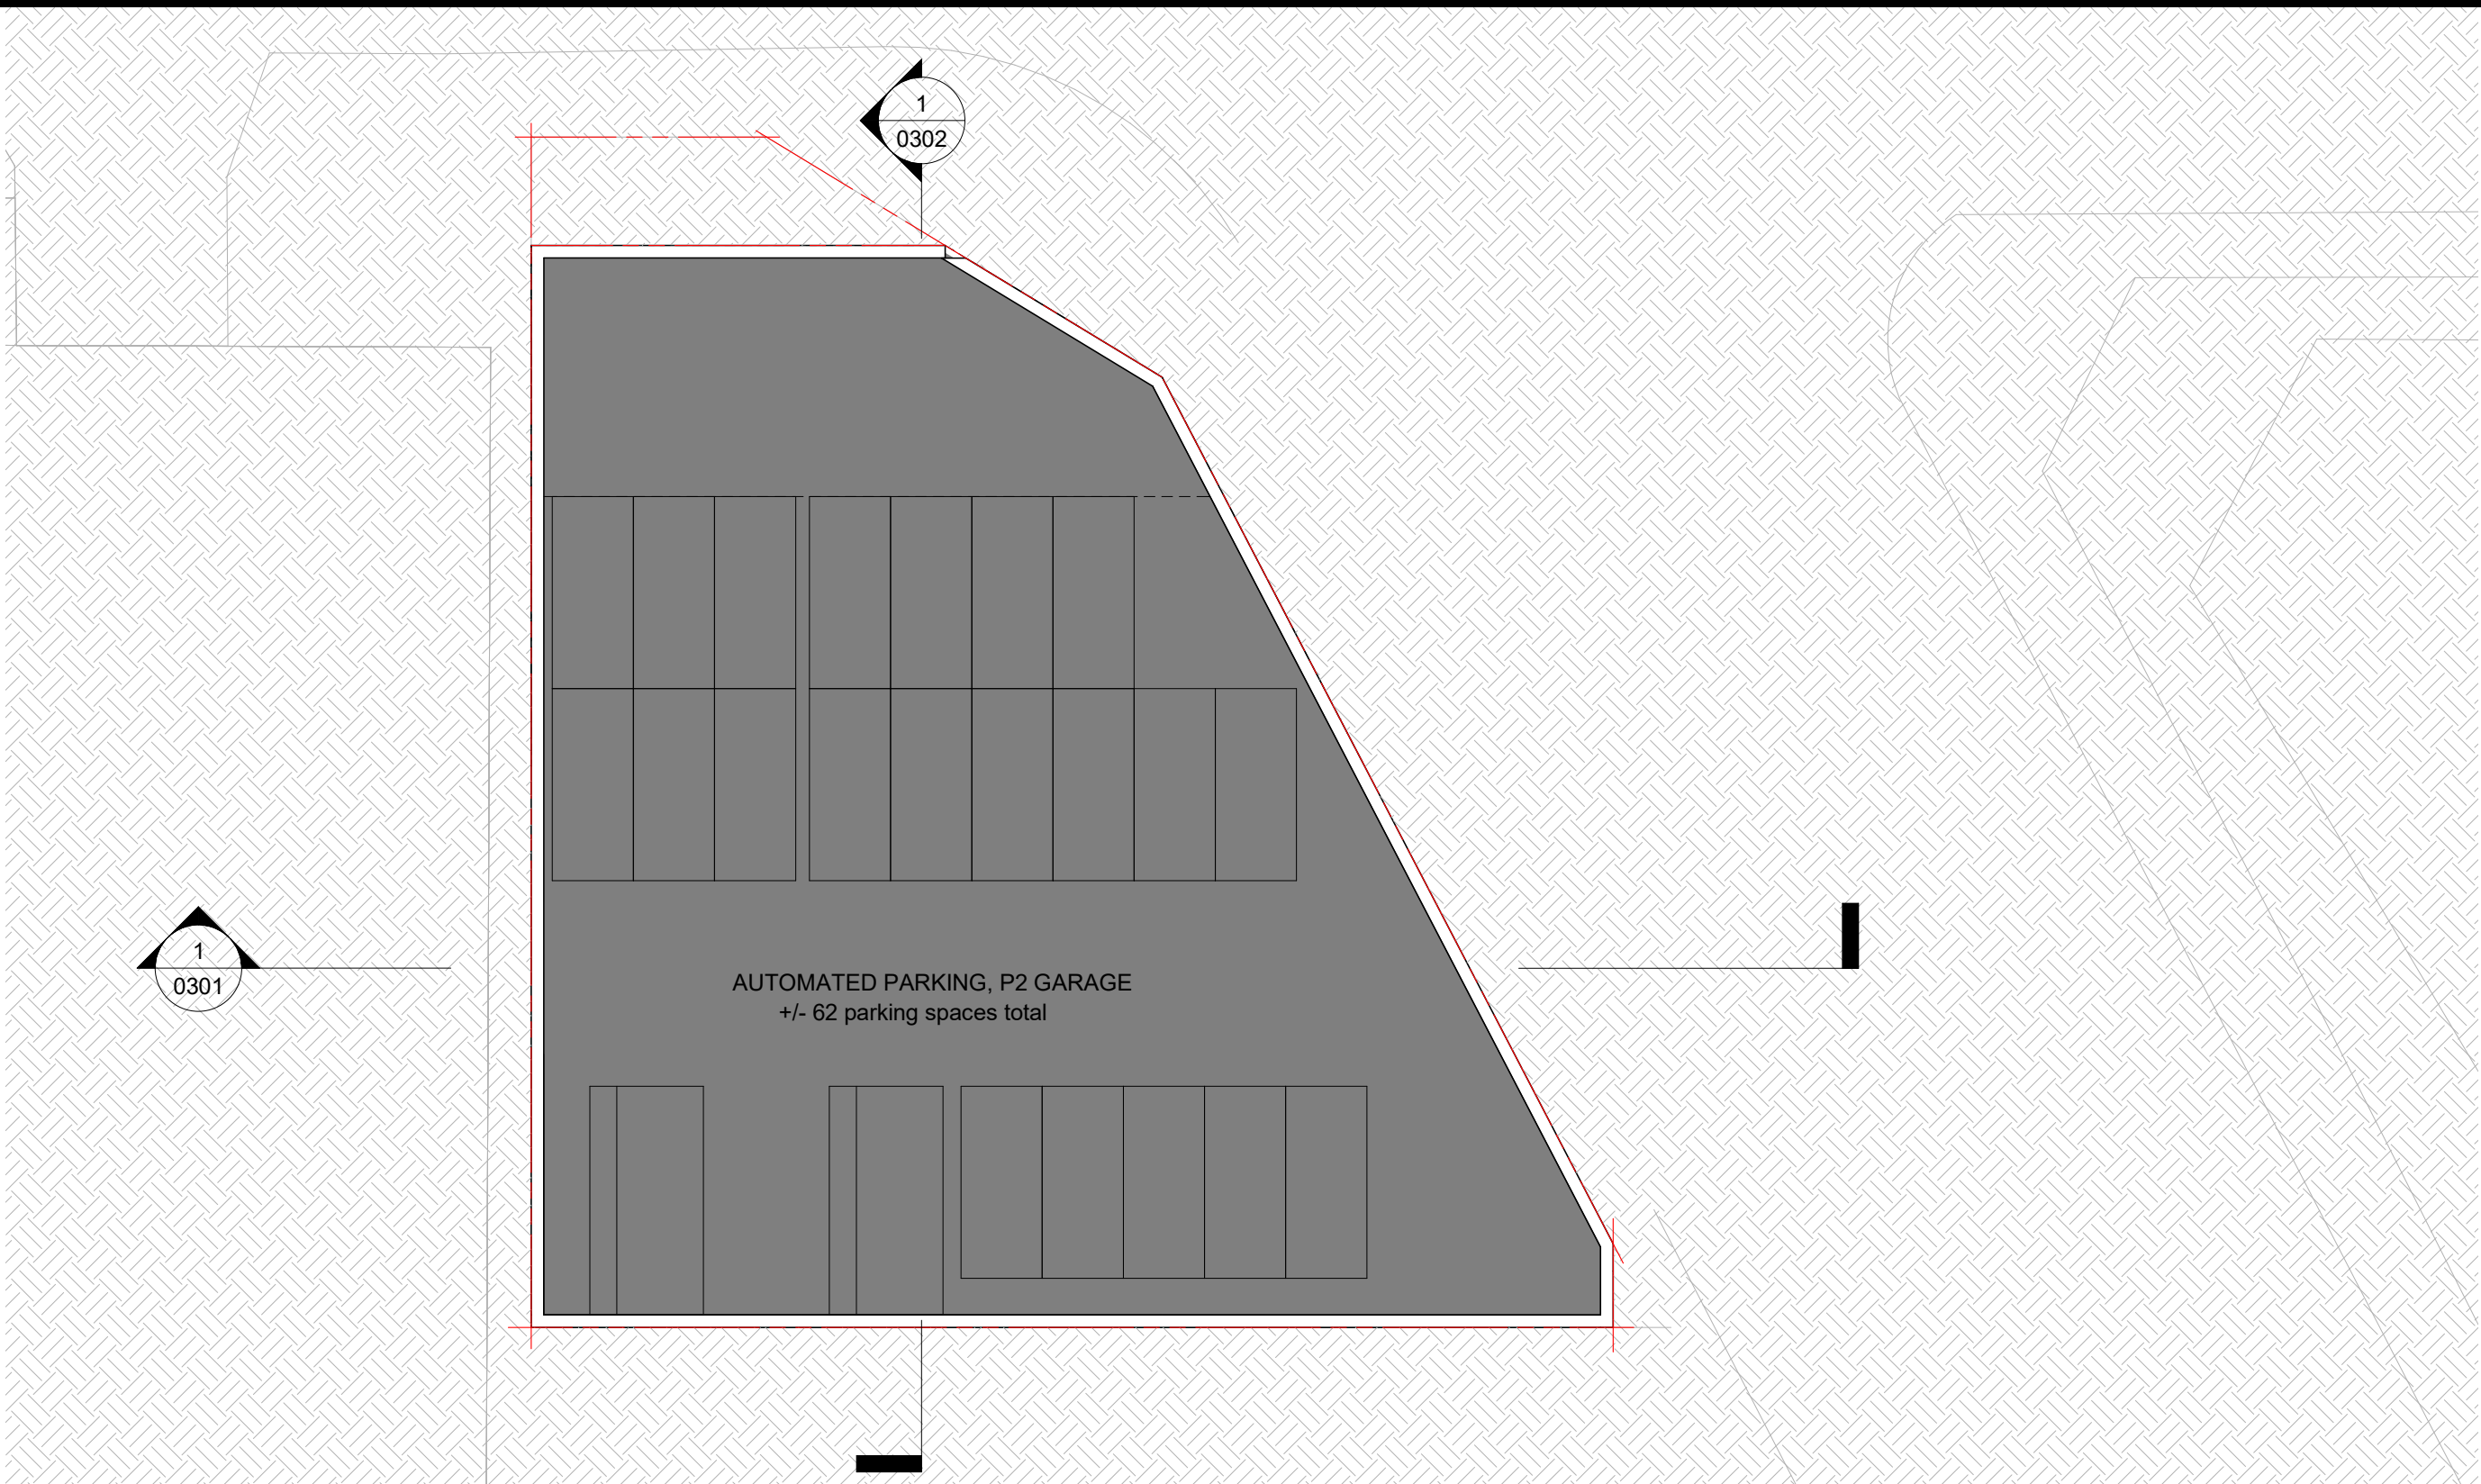 1
0302
1
0301
AUTOMATED PARKING, P2 GARAGE
+/- 62 parking spaces total